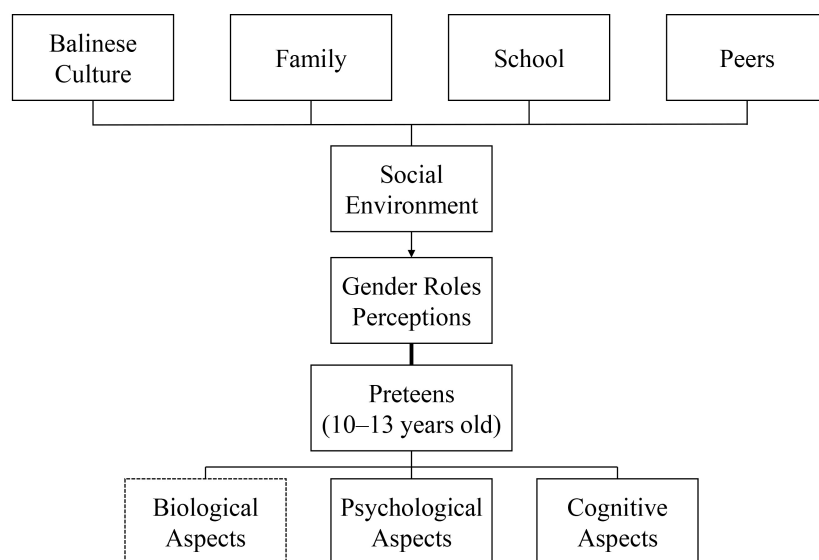 Balinese
Culture
Family
School
Peers
Social
Environment
Gender Roles
Perceptions
Preteens
(10–13 years old)
Biological
Aspects
Psychological
Aspects
Cognitive
Aspects